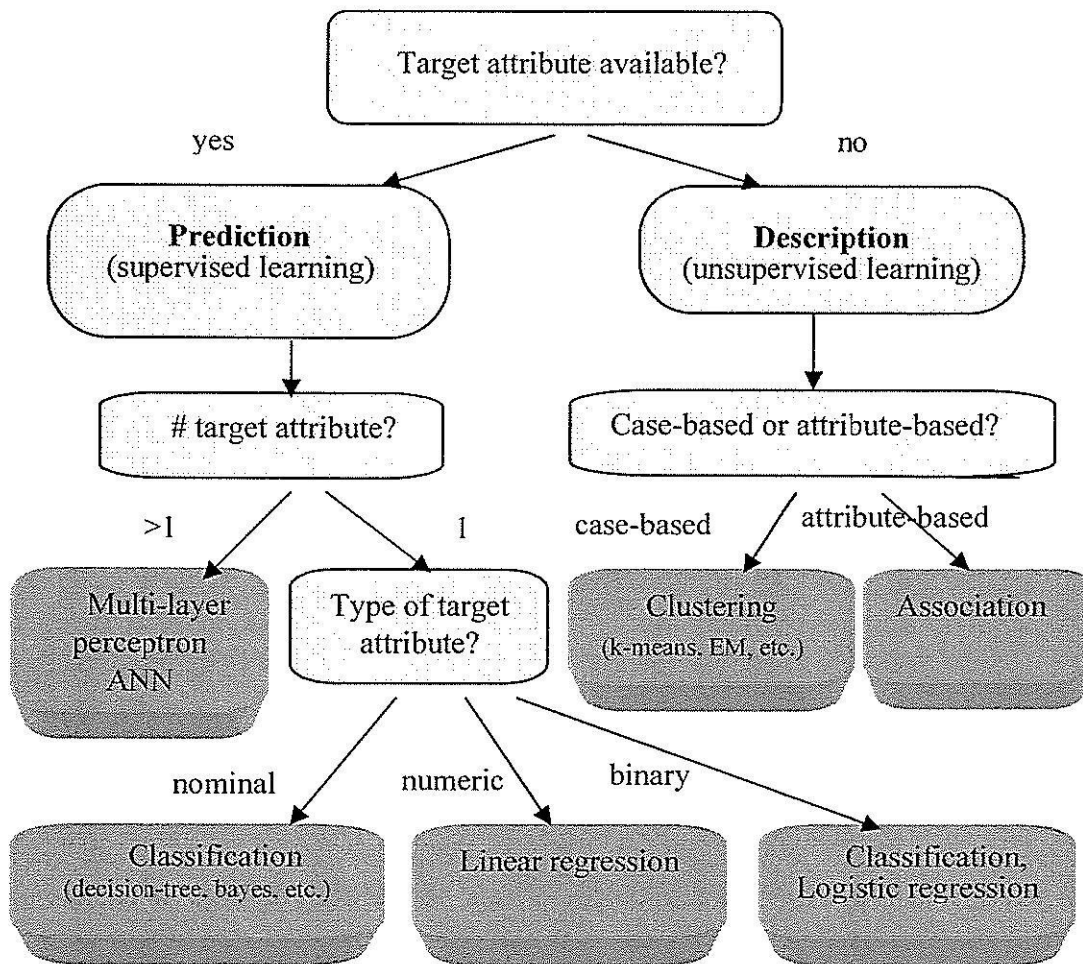 Target attribute available?
yes
no
Prediction
(supervised learning)
Description
(unsupervised learning)
# target attribute?
Case-based or attribute-based?
>1
1
case-based
attribute-based
Multi-layer
perceptron
ANN
Type of target
attribute?
Clustering
(k-means, EM, etc.)
Association
nominal
numeric
binary
Classification
(decision-tree, bayes, etc.)
Linear regression
Classification,
Logistic regression